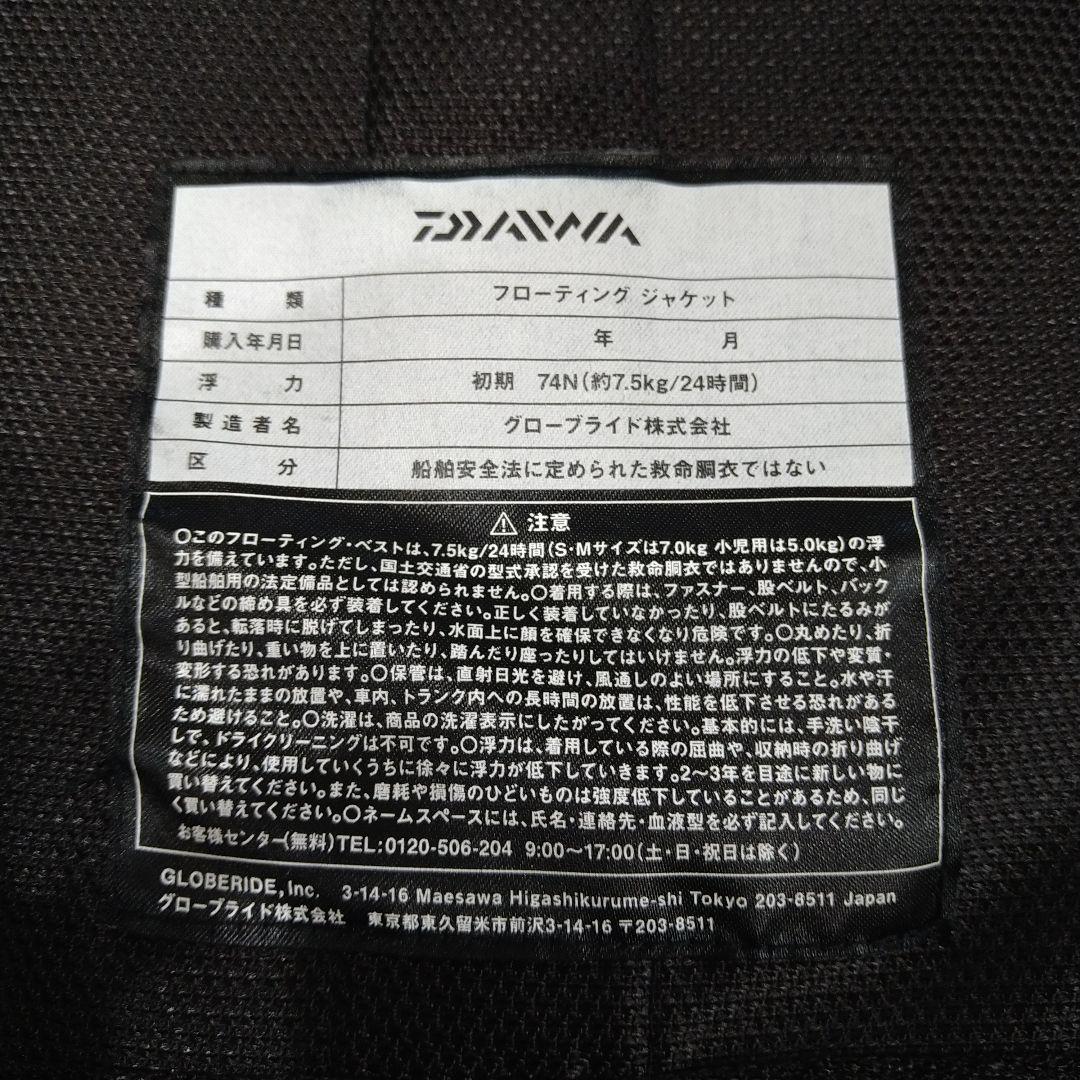 DAIWA
種類 フローティング ジャケット
購入年月日 年 月
浮力 初期 74N(約7.5kg/24時間)
製造者名 グローブライド株式会社
区分 船舶安全法に定められた救命胴衣ではない
⚠ 注意
○このフローティング・ベストは、7.5kg/24時間(S・Mサイズは7.0kg 小児用は5.0kg)の浮
力を備えています。ただし、国土交通省の型式承認を受けた救命胴衣ではありませんので、小
型船舶用の法定備品としては認められません。○着用する際は、ファスナー、股ベルト、バック
ルなどの締め具を必ず装着してください。正しく装着していなかったり、股ベルトにたるみが
あると、転落時に脱げてしまったり、水面上に顔を確保できなくなり危険です。○丸めたり、折
り曲げたり、重い物を上に置いたり、踏んだり座ったりしてはいけません。浮力の低下や変質・
変形する恐れがあります。○保管は、直射日光を避け、風通しのよい場所にすること。水や汗
に濡れたままの放置や、車内、トランク内への長時間の放置は、性能を低下させる恐れがある
ため避けること。○洗濯は、商品の洗濯表示にしたがってください。基本的には、手洗い陰干
しで、ドライクリーニングは不可です。○浮力は、着用している際の屈曲や、収納時の折り曲げ
などにより、使用していくうちに徐々に浮力が低下していきます。2〜3年を目途に新しい物に
買い替えてください。また、磨耗や損傷のひどいものは強度低下していることがあるため、同じ
く買い替えてください。○ネームスペースには、氏名・連絡先・血液型を必ず記入してください。
お客様センター(無料)TEL:0120-506-204 9:00〜17:00(土・日・祝日は除く)
GLOBERIDE,Inc. 3-14-16 Maesawa Higashikurume-shi Tokyo 203-8511 Japan
グローブライド株式会社 東京都東久留米市前沢3-14-16 〒203-8511